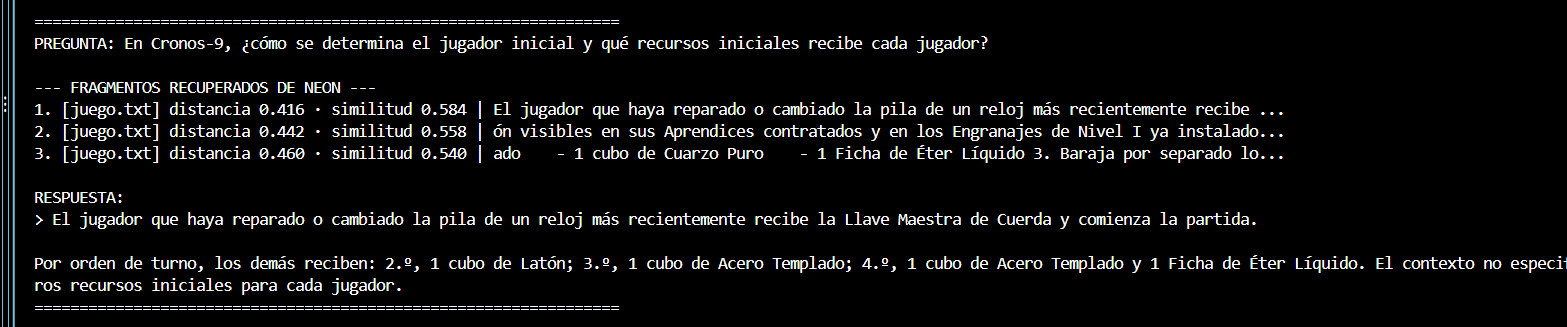 ============================================================
PREGUNTA: En Cronos-9, ¿cómo se determina el jugador inicial y qué recursos iniciales recibe cada jugador?
--- FRAGMENTOS RECUPERADOS DE NEON ---
1. [juego.txt] distancia 0.416 · similitud 0.584 | El jugador que haya reparado o cambiado la pila de un reloj más recientemente recibe ...
2. [juego.txt] distancia 0.442 · similitud 0.558 | ón visibles en sus Aprendices contratados y en los Engranajes de Nivel I ya instalado...
3. [juego.txt] distancia 0.460 · similitud 0.540 | ado    - 1 cubo de Cuarzo Puro    - 1 Ficha de Éter Líquido 3. Baraja por separado lo...
RESPUESTA:
> El jugador que haya reparado o cambiado la pila de un reloj más recientemente recibe la Llave Maestra de Cuerda y comienza la partida.
Por orden de turno, los demás reciben: 2.º, 1 cubo de Latón; 3.º, 1 cubo de Acero Templado; 4.º, 1 cubo de Acero Templado y 1 Ficha de Éter Líquido. El contexto no especif
ros recursos iniciales para cada jugador.
============================================================